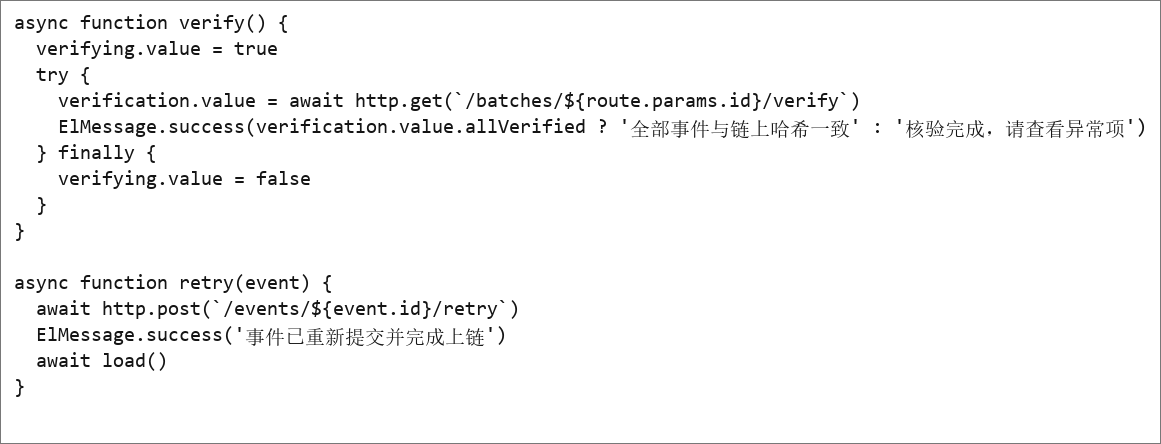 async function verify() {
  verifying.value = true
  try {
    verification.value = await http.get(`/batches/${route.params.id}/verify`)
    ElMessage.success(verification.value.allVerified ? '全部事件与链上哈希一致' : '核验完成，请查看异常项')
  } finally {
    verifying.value = false
  }
}

async function retry(event) {
  await http.post(`/events/${event.id}/retry`)
  ElMessage.success('事件已重新提交并完成上链')
  await load()
}